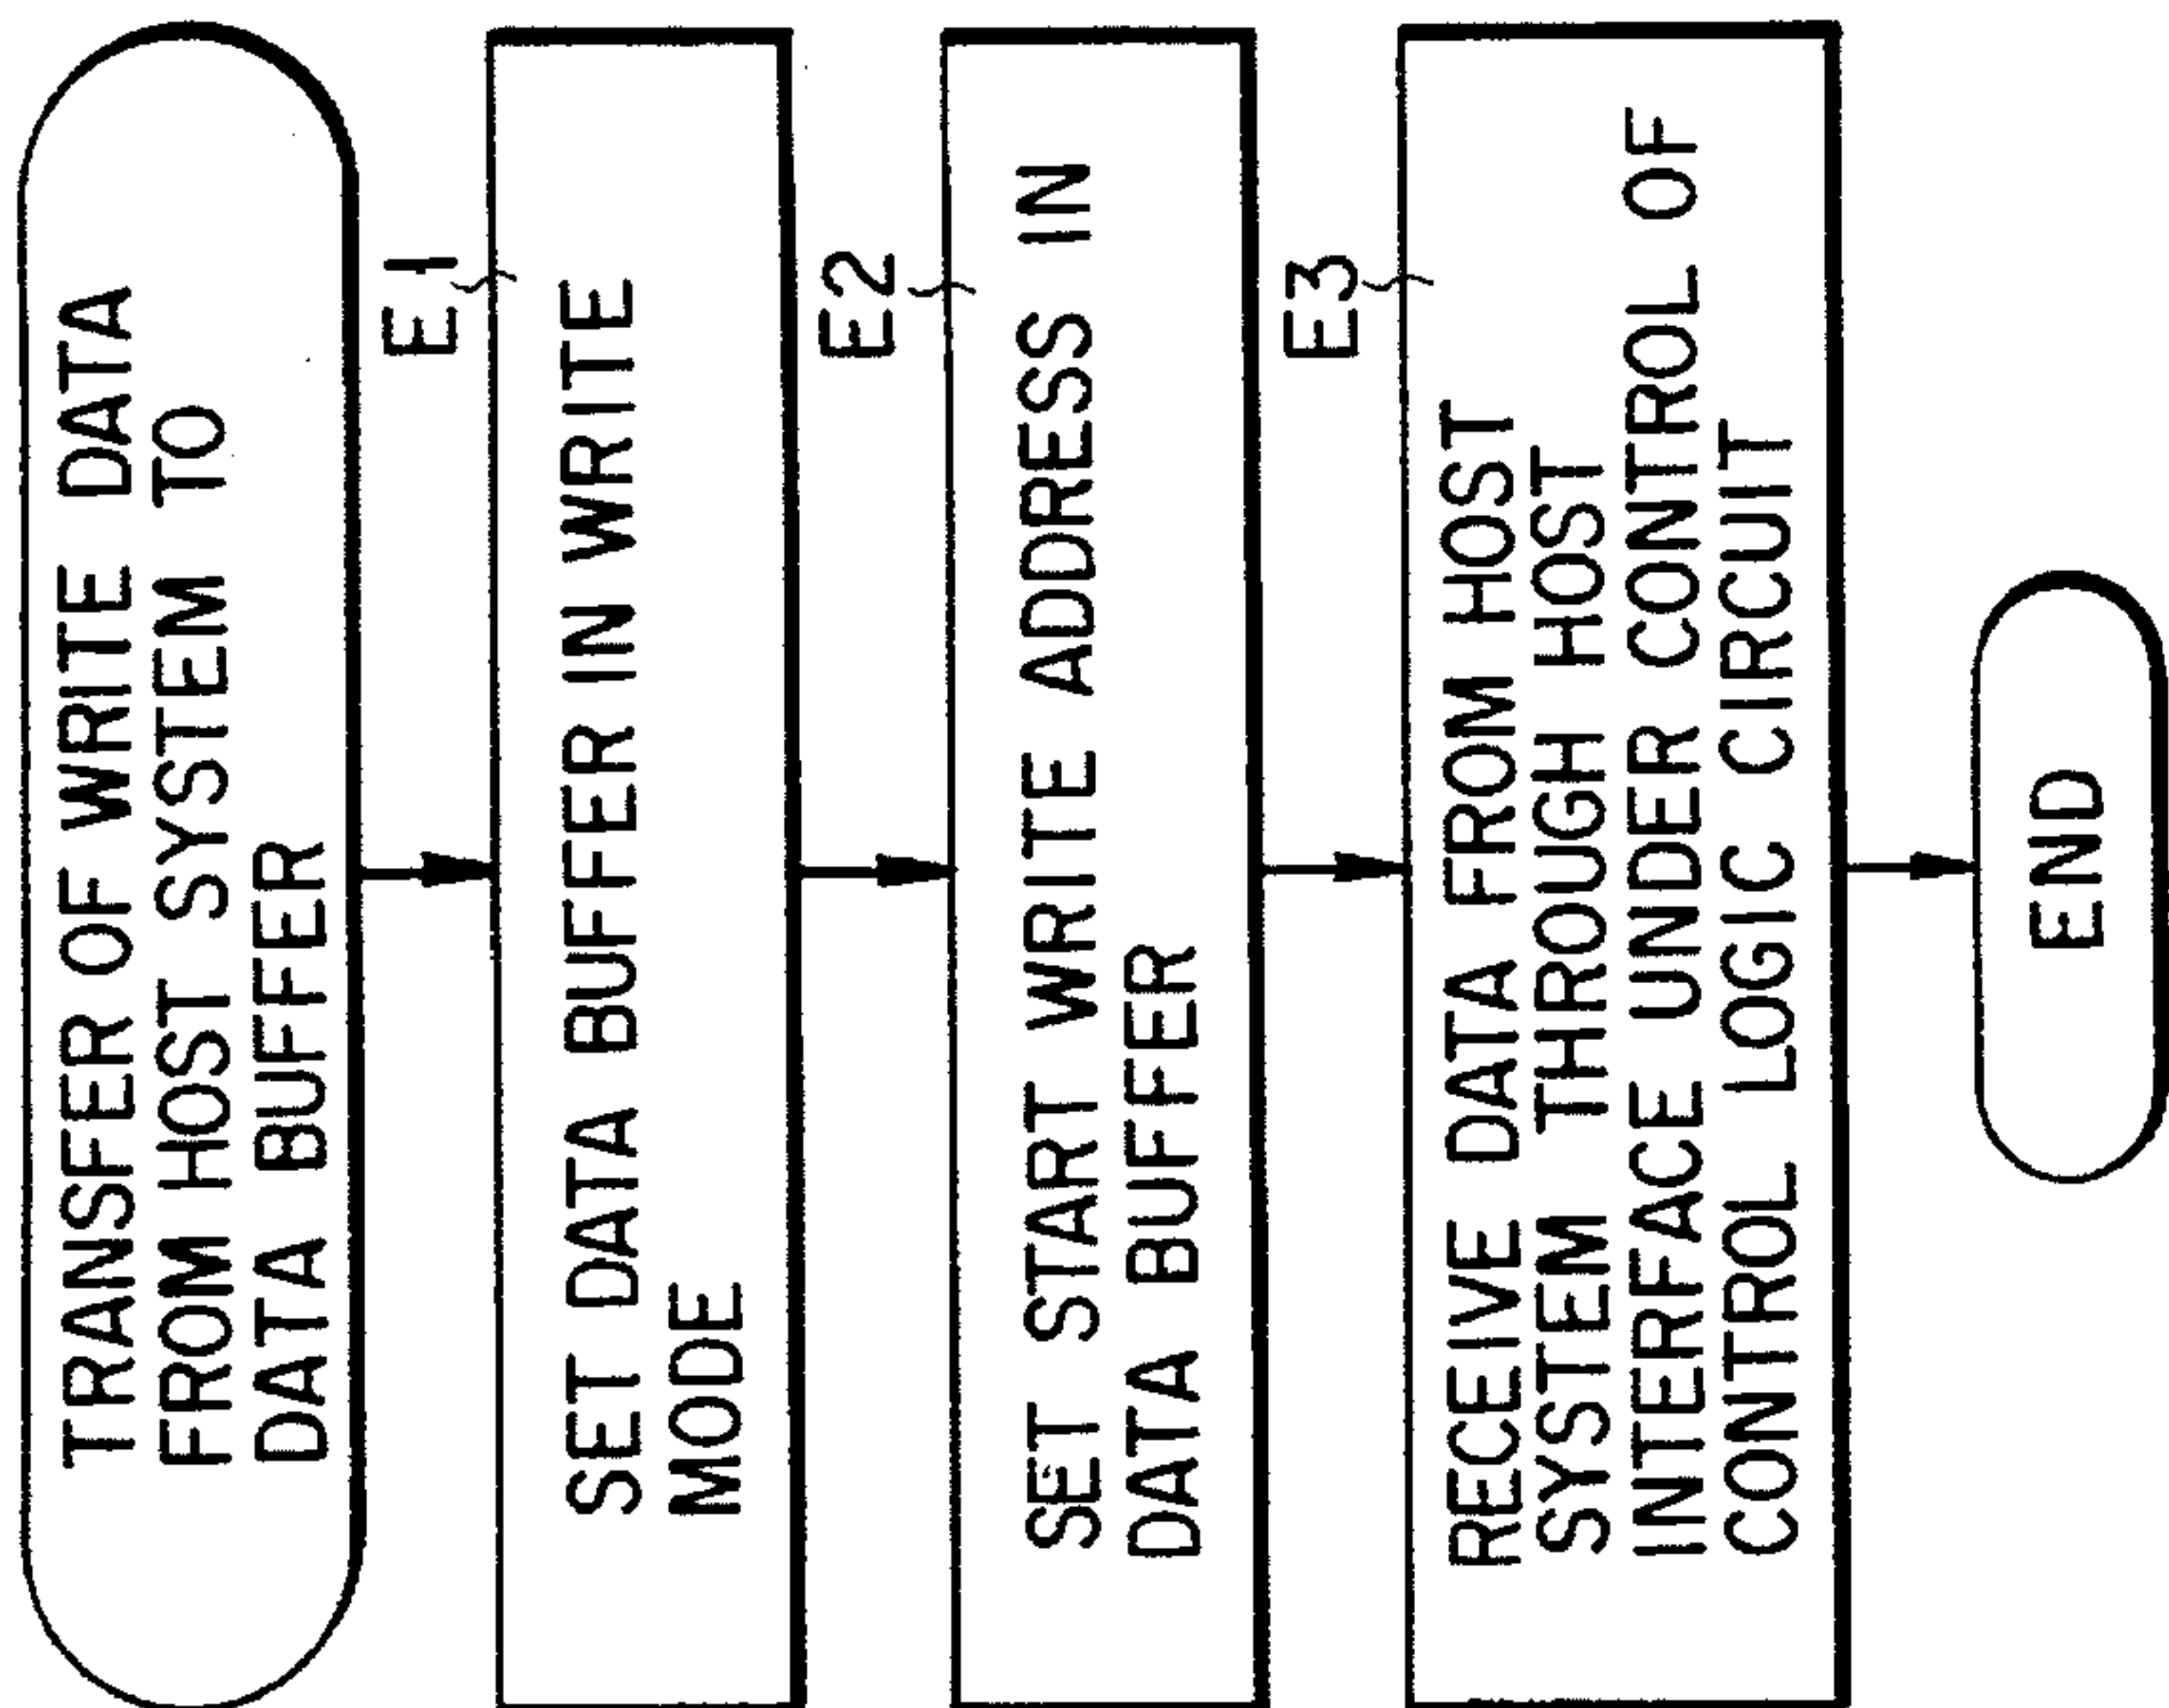 TRANSFER OF WRITE DATA
FROM HOST SYSTEM TO
DATA BUFFER
E1
SET DATA BUFFER IN WRITE
MODE
E2
SET START WRITE ADDRESS IN
DATA BUFFER
E3
RECEIVE DATA FROM HOST
SYSTEM THROUGH HOST
INTERFACE UNDER CONTROL OF
CONTROL LOGIC CIRCUIT
END